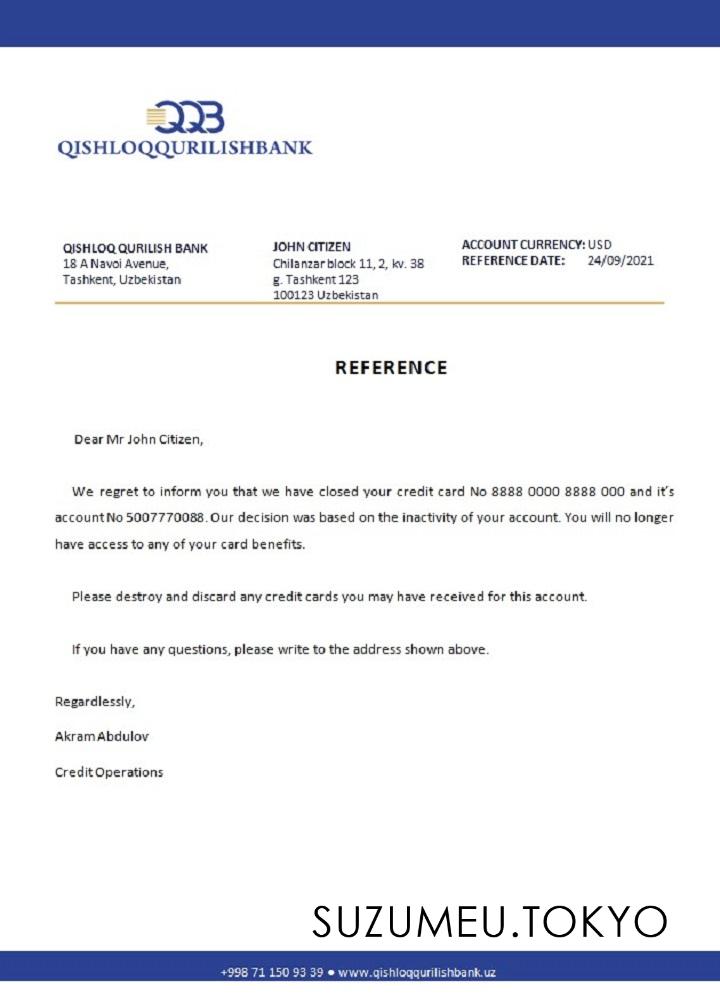 QQB
QISHLOQQURILISHBANK
QISHLOQ QURILISH BANK
18 A Navoi Avenue,
Tashkent, Uzbekistan
JOHN CITIZEN
Chilanzar block 11, 2, kv. 38
g. Tashkent 123
100123 Uzbekistan
ACCOUNT CURRENCY: USD
REFERENCE DATE: 24/09/2021
REFERENCE
Dear Mr John Citizen,
We regret to inform you that we have closed your credit card No 8888 0000 8888 000 and it's
account No 5007770088. Our decision was based on the inactivity of your account. You will no longer
have access to any of your card benefits.
Please destroy and discard any credit cards you may have received for this account.
If you have any questions, please write to the address shown above.
Regardlessly,
Akram Abdulov
Credit Operations
SUZUMEU.TOKYO
+998 71 150 93 39 ● www.qishloqqurilishbank.uz